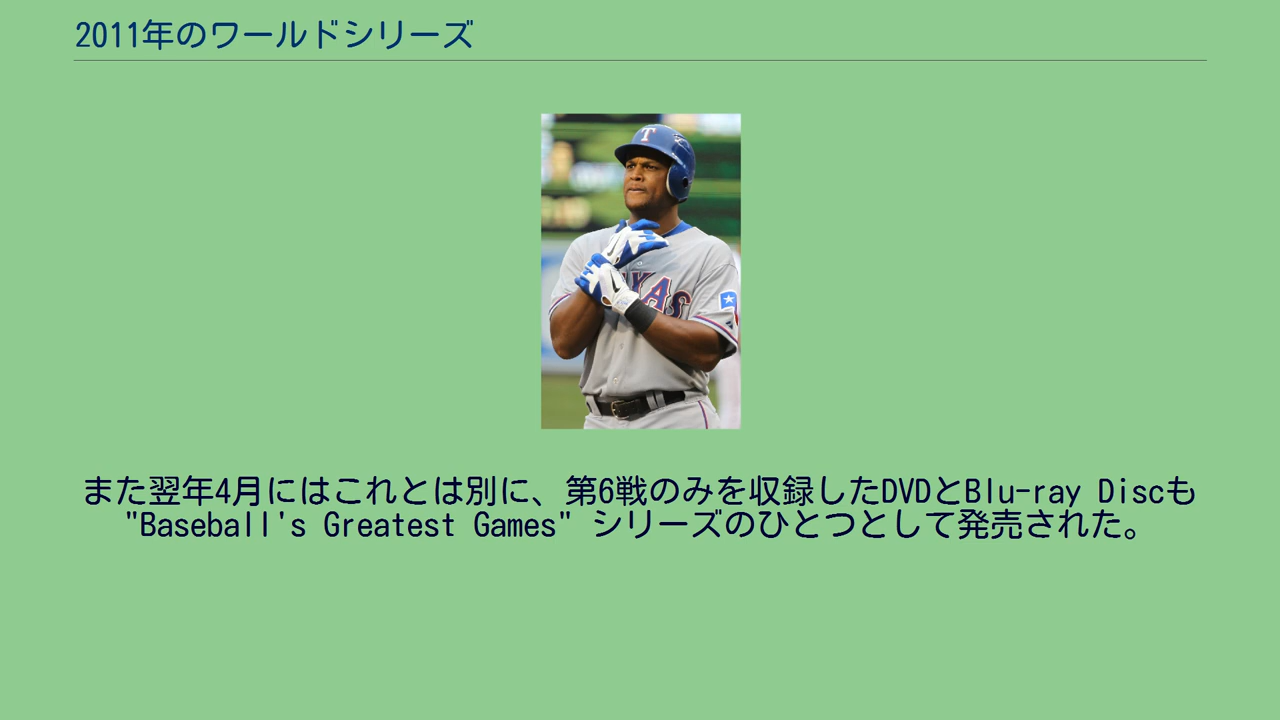 2011年のワールドシリーズ
T
また翌年4月にはこれとは別に、第6戦のみを収録したDVDとBlu-ray Discも
"Baseball's Greatest Games" シリーズのひとつとして発売された。